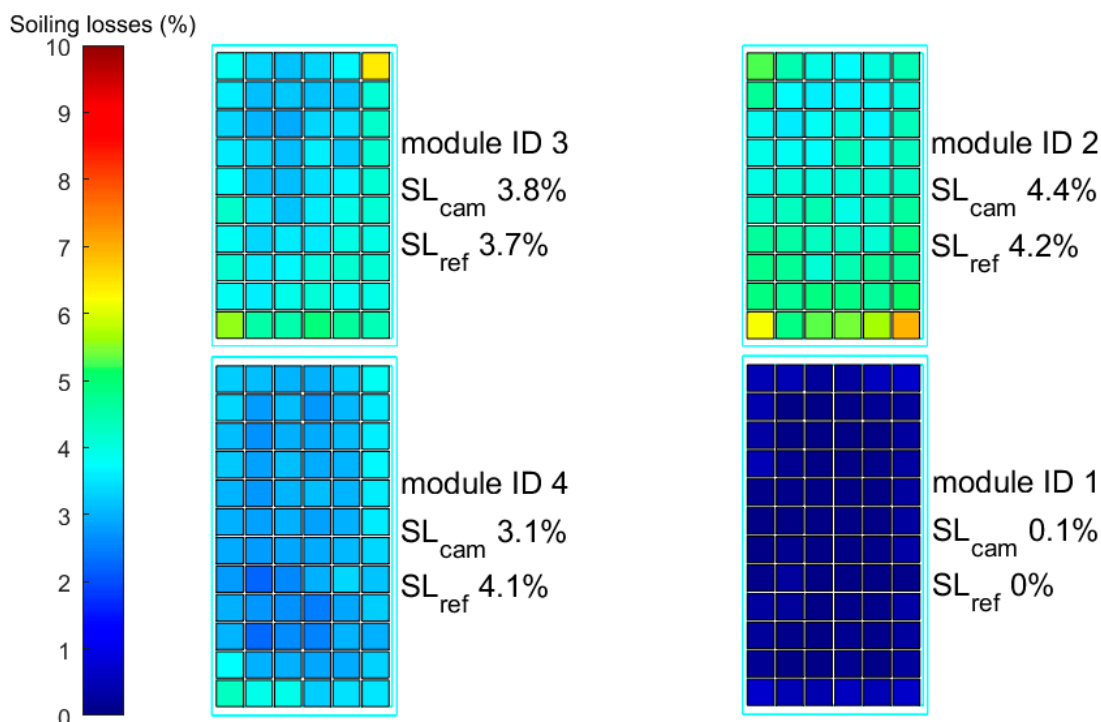 Soiling losses (%)
10
9
8
7
6
5
4
3
2
1
0
module ID 3
SLcam 3.8%
SLref 3.7%
module ID 2
SLcam 4.4%
SLref 4.2%
module ID 4
SLcam 3.1%
SLref 4.1%
module ID 1
SLcam 0.1%
SLref 0%